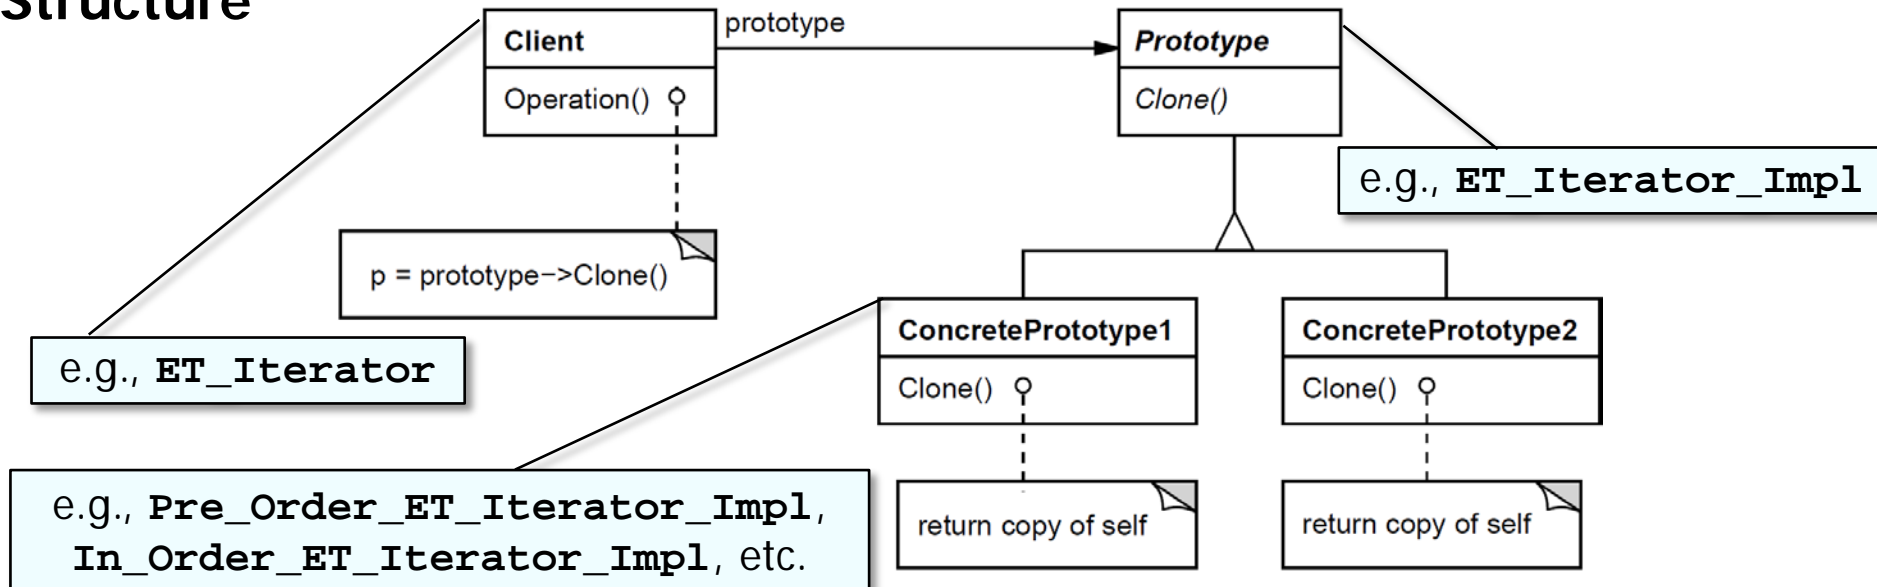 Structure
Client
Operation()
prototype
Prototype
Clone()
e.g., ET_Iterator_Impl
p = prototype−>Clone()
e.g., ET_Iterator
ConcretePrototype1
Clone()
ConcretePrototype2
Clone()
e.g., Pre_Order_ET_Iterator_Impl,
In_Order_ET_Iterator_Impl, etc.
return copy of self
return copy of self